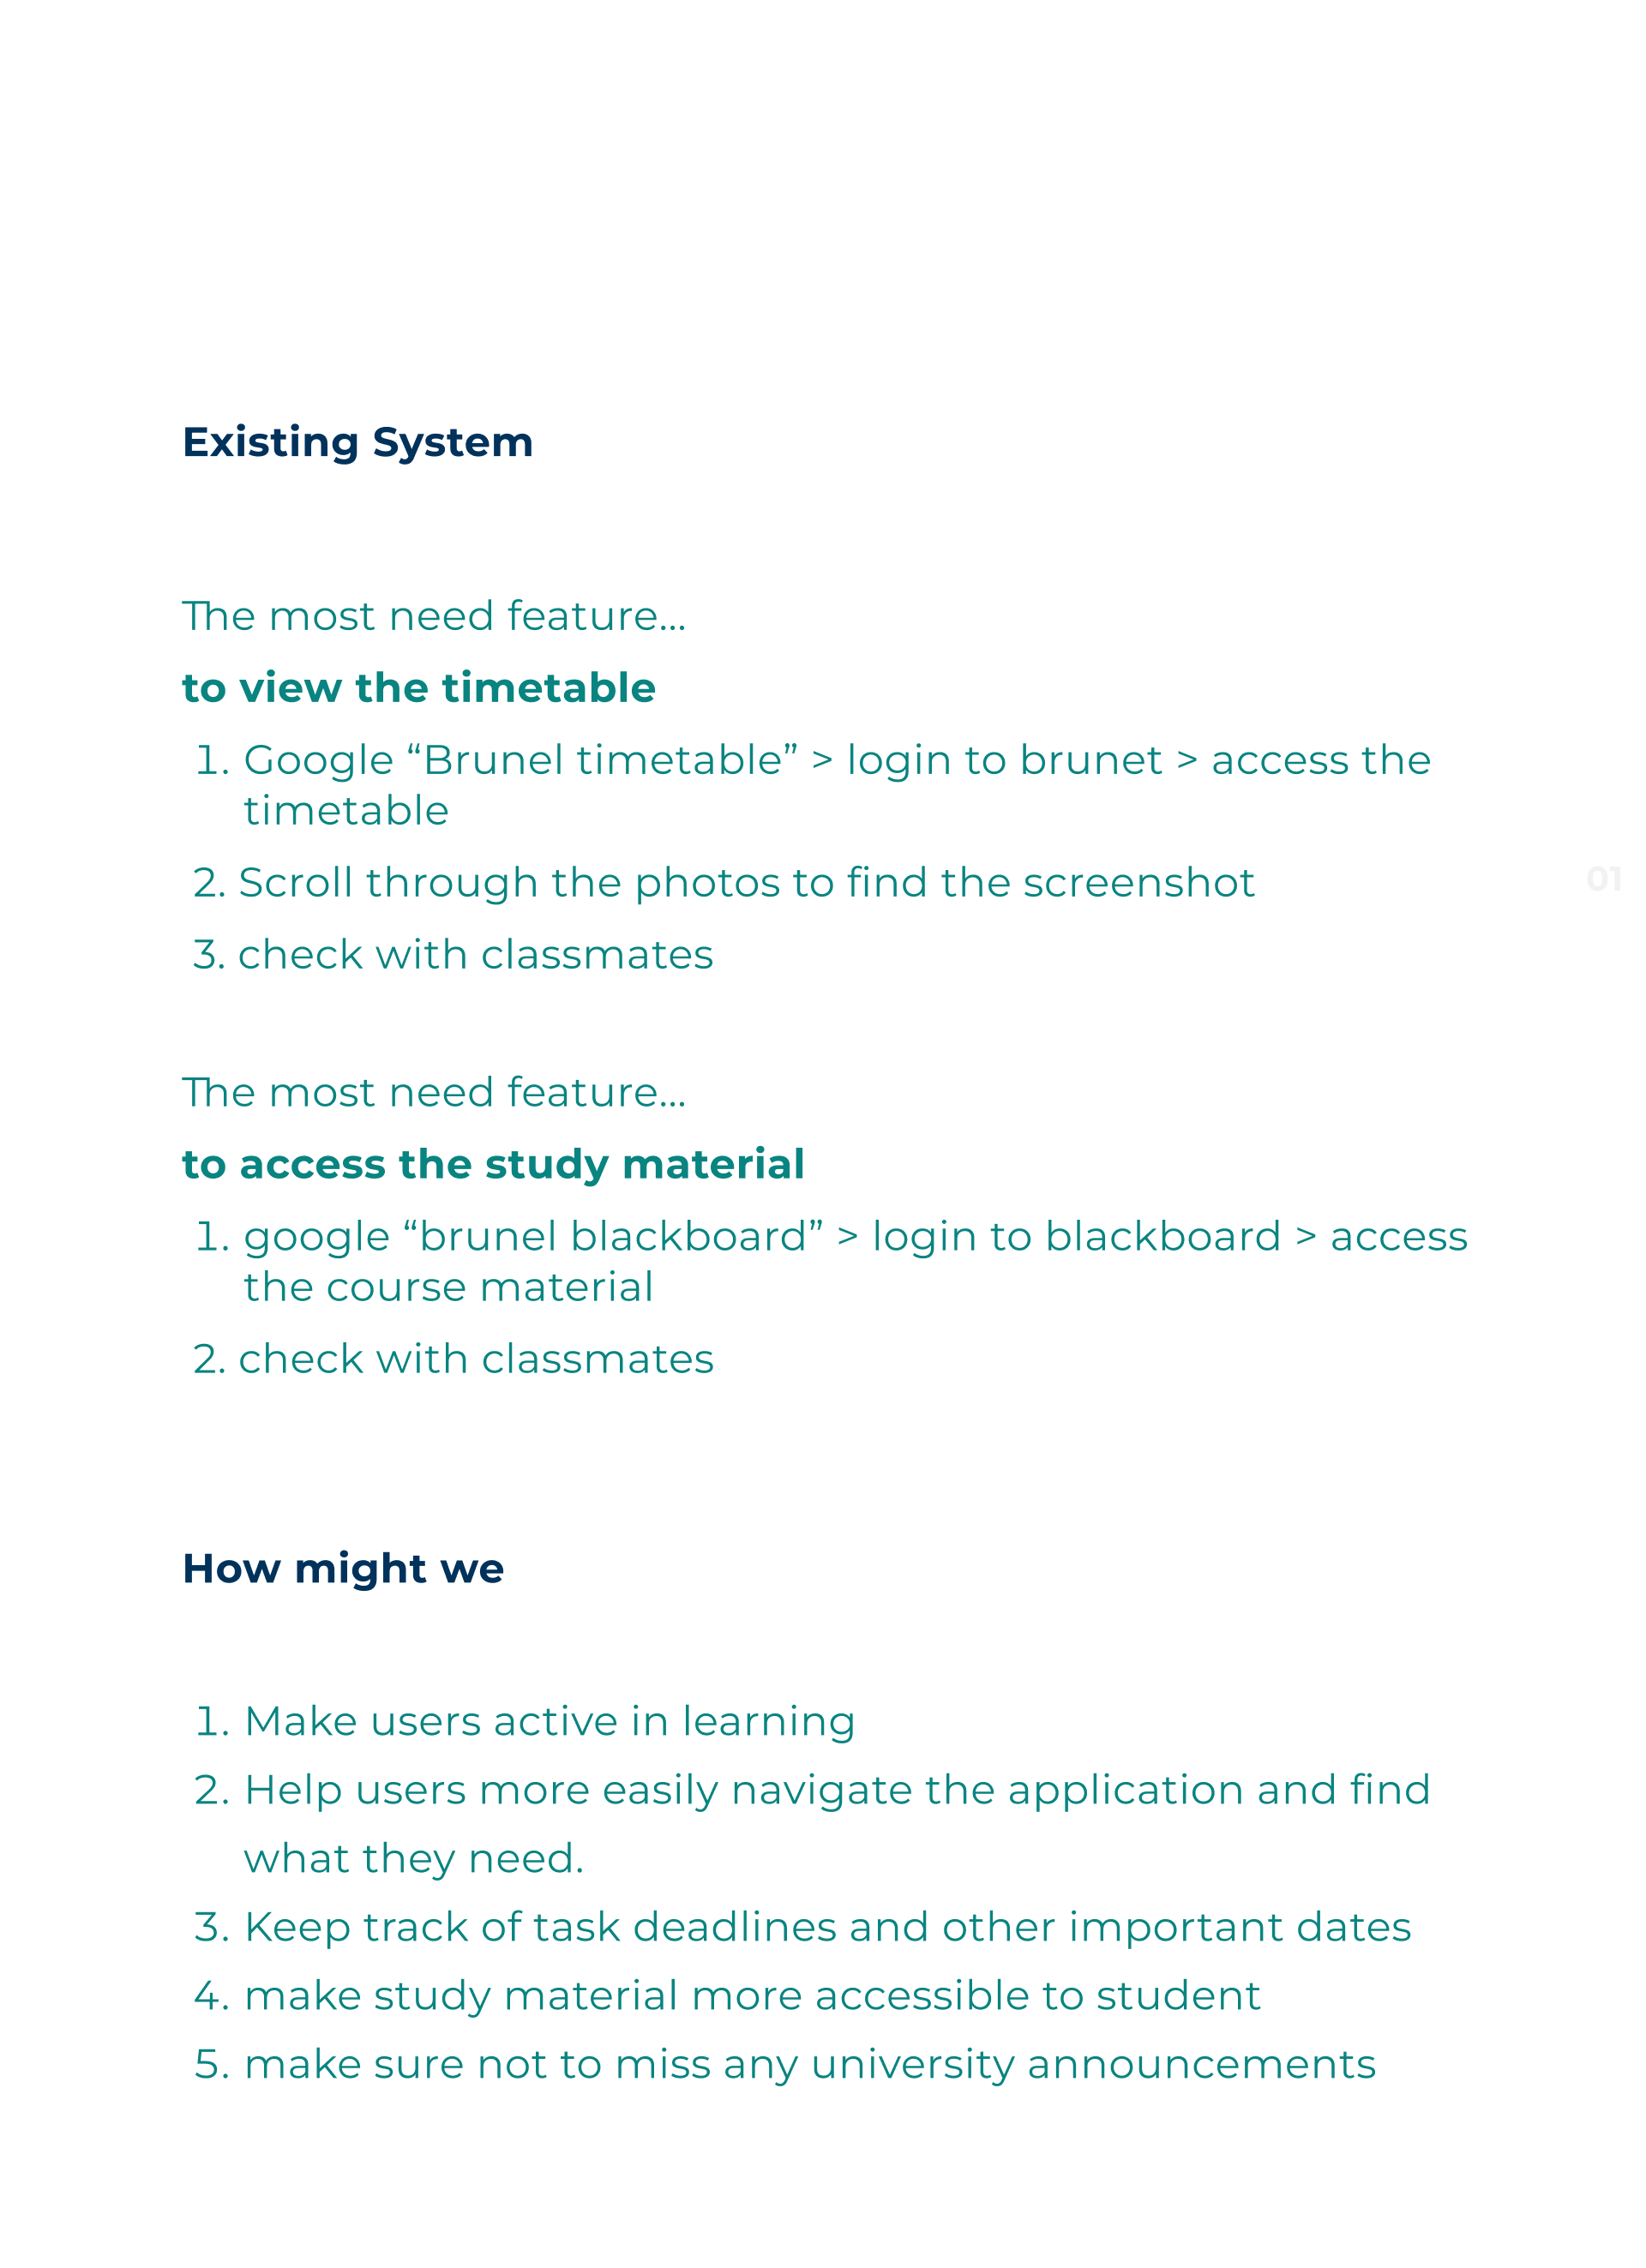 Existing System
The most need feature...
to view the timetable
1. Google “Brunel timetable” > login to brunet > access the
timetable
2. Scroll through the photos to find the screenshot
01
3. check with classmates
The most need feature...
to access the study material
1. google “brunel blackboard” > login to blackboard > access
the course material
2. check with classmates
How might we
1. Make users active in learning
2. Help users more easily navigate the application and find
what they need.
3. Keep track of task deadlines and other important dates
4. make study material more accessible to student
5. make sure not to miss any university announcements